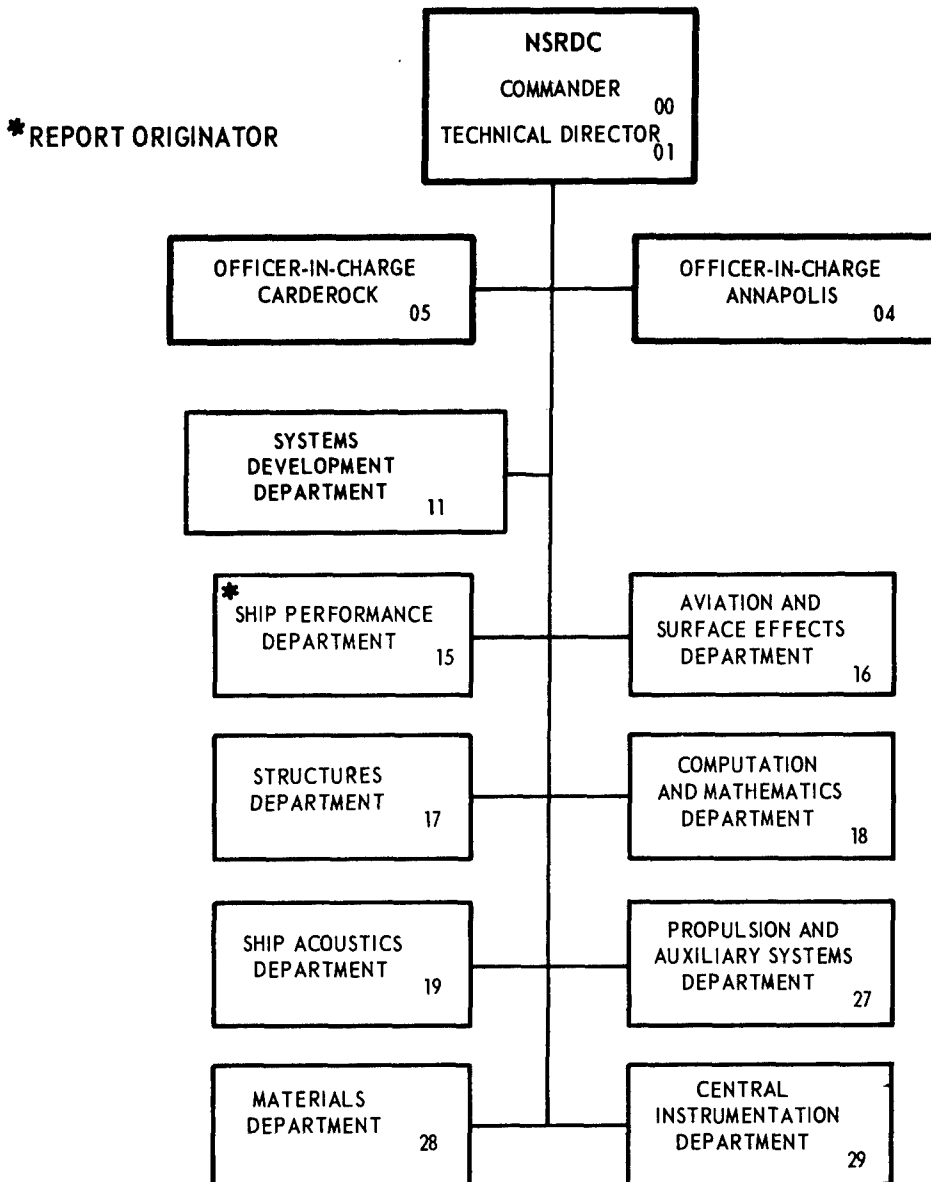 NSRDC
COMMANDER
00
TECHNICAL DIRECTOR
01
*REPORT ORIGINATOR
OFFICER-IN-CHARGE
CARDEROCK
05
OFFICER-IN-CHARGE
ANNAPOLIS
04
SYSTEMS
DEVELOPMENT
DEPARTMENT
11
*
SHIP PERFORMANCE
DEPARTMENT
15
AVIATION AND
SURFACE EFFECTS
DEPARTMENT
16
STRUCTURES
DEPARTMENT
17
COMPUTATION
AND MATHEMATICS
DEPARTMENT
18
SHIP ACOUSTICS
DEPARTMENT
19
PROPULSION AND
AUXILIARY SYSTEMS
DEPARTMENT
27
MATERIALS
DEPARTMENT
28
CENTRAL
INSTRUMENTATION
DEPARTMENT
29